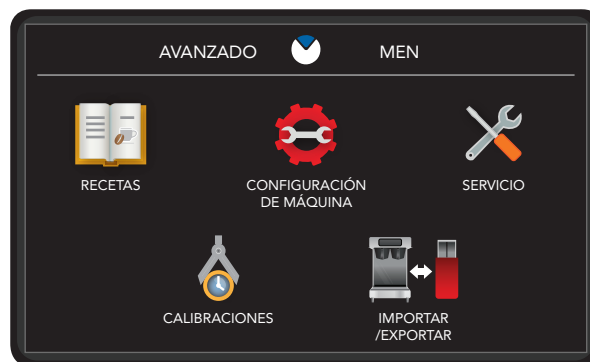 AVANZADO MEN
RECETAS
CONFIGURACIÓN
DE MÁQUINA
SERVICIO
CALIBRACIONES
IMPORTAR
/EXPORTAR